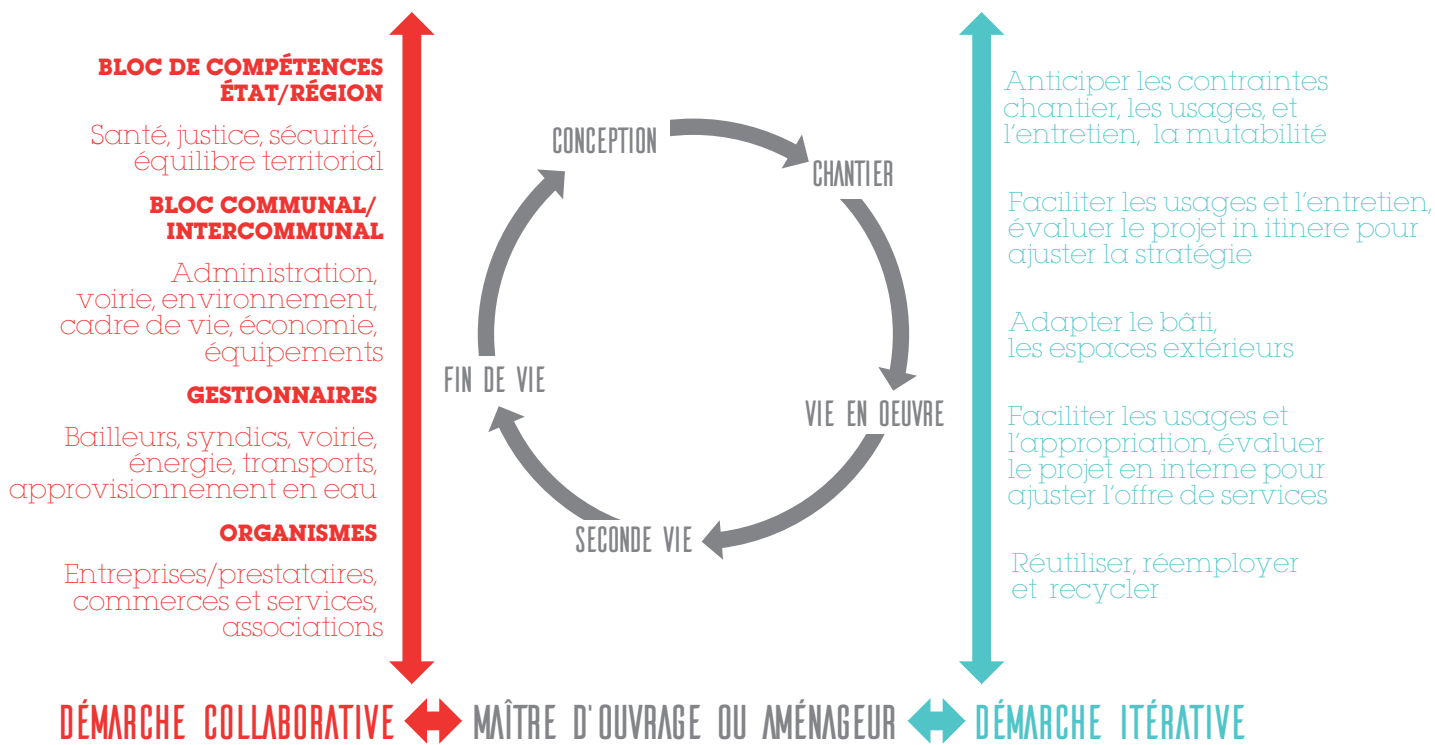 BLOC DE COMPÉTENCES
ÉTAT/RÉGION
Santé, justice, sécurité,
équilibre territorial
BLOC COMMUNAL/
INTERCOMMUNAL
Administration,
voirie, environnement,
cadre de vie, économie,
équipements
GESTIONNAIRES
Bailleurs, syndics, voirie,
énergie, transports,
approvisionnement en eau
ORGANISMES
Entreprises/prestataires,
commerces et services,
associations
CONCEPTION
CHANTIER
VIE EN OEUVRE
SECONDE VIE
FIN DE VIE
Anticiper les contraintes
chantier, les usages, et
l'entretien, la mutabilité
Faciliter les usages et l'entretien,
évaluer le projet in itinere pour
ajuster la stratégie
Adapter le bâti,
les espaces extérieurs
Faciliter les usages et
l'appropriation, évaluer
le projet en interne pour
ajuster l'offre de services
Réutiliser, réemployer
et recycler
DÉMARCHE COLLABORATIVE MAÎTRE D'OUVRAGE OU AMÉNAGEUR DÉMARCHE ITÉRATIVE